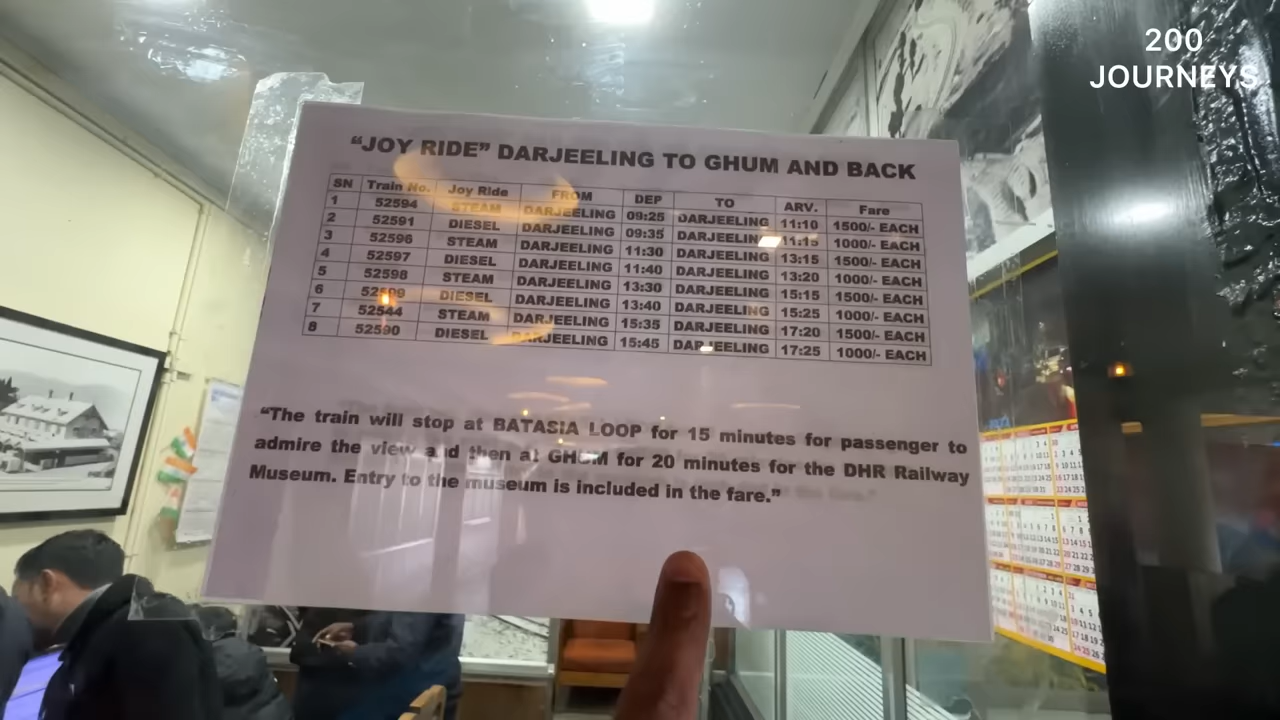 200
JOURNEYS
“JOY RIDE” DARJEELING TO GHUM AND BACK
SN Train No. Joy Ride FROM DEP TO ARV. Fare
1 52594 STEAM DARJEELING 09:25 DARJEELING 11:10 1500/- EACH
2 52591 DIESEL DARJEELING 09:35 DARJEELING 11:15 1000/- EACH
3 52596 STEAM DARJEELING 11:30 DARJEELING 13:15 1500/- EACH
4 52597 DIESEL DARJEELING 11:40 DARJEELING 13:20 1000/- EACH
5 52598 STEAM DARJEELING 13:30 DARJEELING 15:15 1500/- EACH
6 DIESEL DARJEELING 13:40 DARJEELING 15:25 1000/- EACH
7 52544 STEAM DARJEELING 15:35 DARJEELING 17:20 1500/- EACH
8 52590 DIESEL DARJEELING 15:45 DARJEELING 17:25 1000/- EACH
“The train will stop at BATASIA LOOP for 15 minutes for passenger to
admire the view and then at GHUM for 20 minutes for the DHR Railway
Museum. Entry to the museum is included in the fare.”